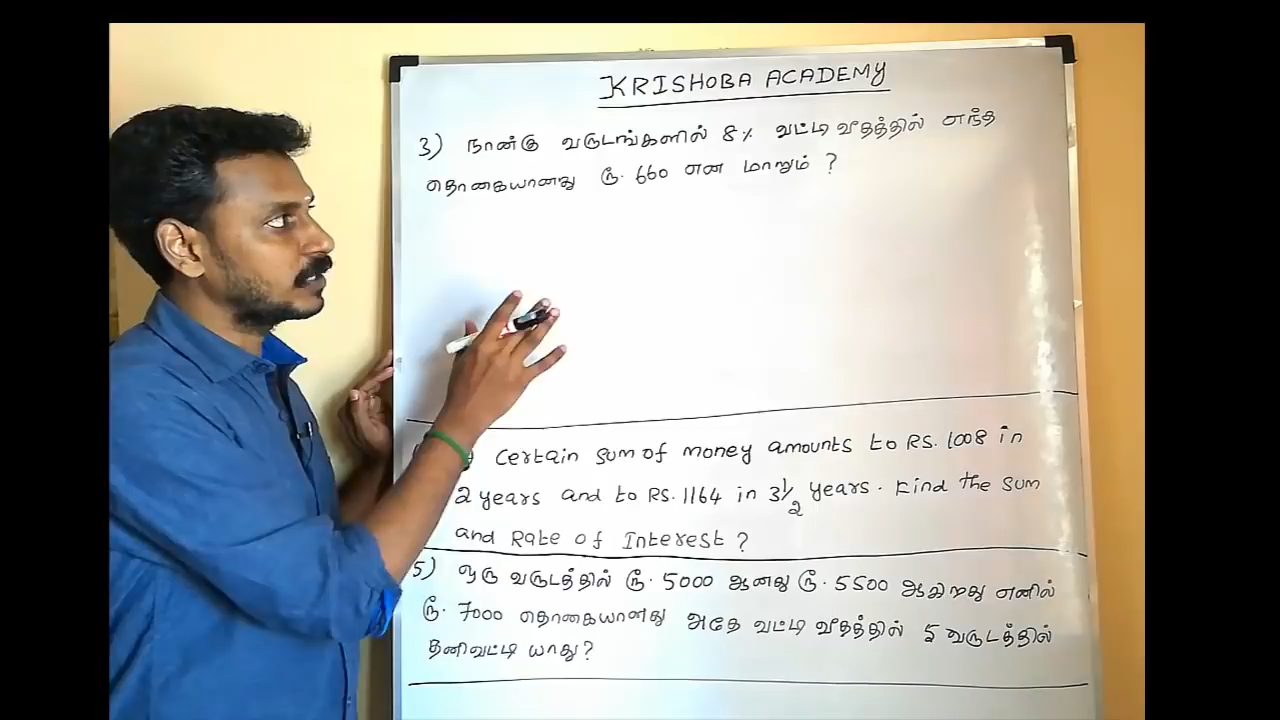 KRISHOBA ACADEMY
3) நான்கு வருடங்களில் 8% வட்டி வீதத்தில் எந்த
தொகையானது ரூ. 660 என மாறும் ?
Certain sum of money amounts to RS. 1008 in
2 years and to RS. 1164 in 3 1/2 years. Find the sum
and Rate of Interest ?
5) ஒரு வருடத்தில் ரூ. 5000 ஆனது ரூ. 5500 ஆகிறது எனில்
ரூ. 7000 தொகையானது அதே வட்டி வீதத்தில் 5 வருடத்தில்
தனிவட்டி யாது?